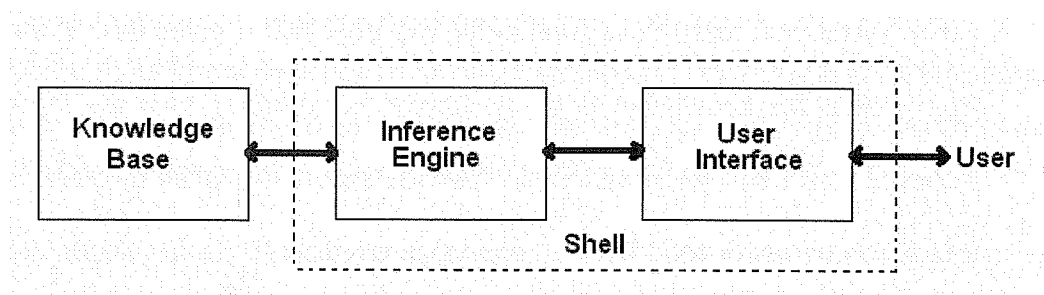 Knowledge
Base
Inference
Engine
User
Interface
User
Shell